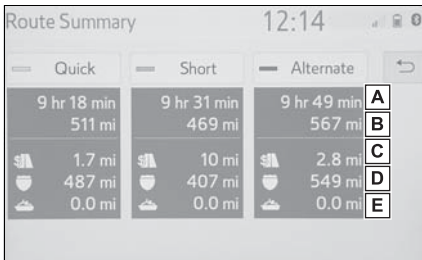 Route Summary 12:14
Quick Short Alternate
9 hr 18 min 9 hr 31 min 9 hr 49 min A
511 mi 469 mi 567 mi B
1.7 mi 10 mi 2.8 mi C
487 mi 407 mi 549 mi D
0.0 mi 0.0 mi 0.0 mi E